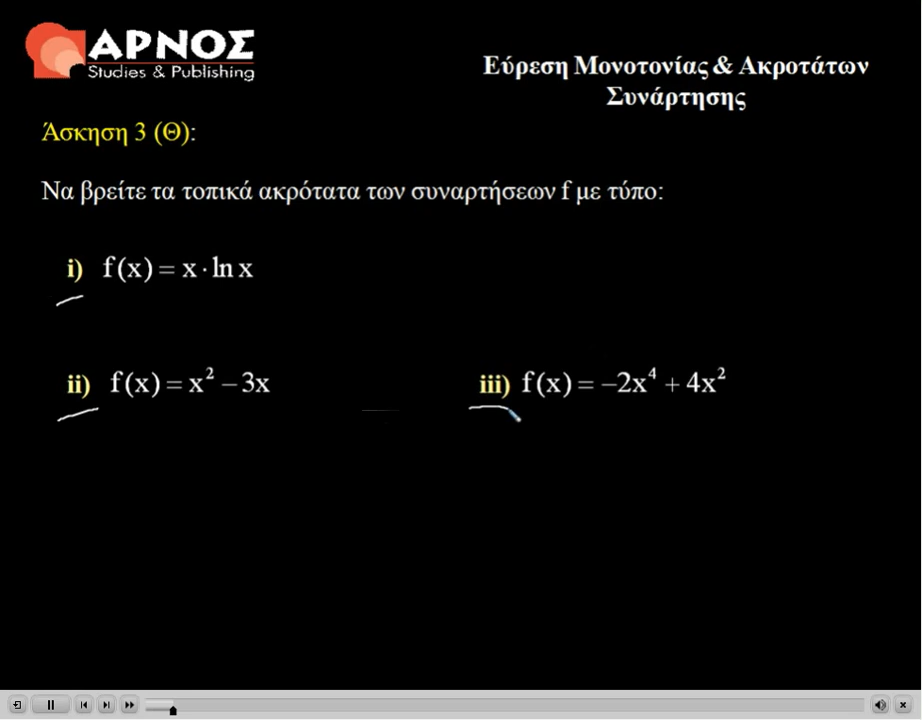 ΑΡΝΟΣ
Studies & Publishing
Εύρεση Μονοτονίας & Ακροτάτων
Συνάρτησης
Άσκηση 3 (Θ):
Να βρείτε τα τοπικά ακρότατα των συναρτήσεων f με τύπο:
i) f(x) = x · ln x
ii) f(x) = x² − 3x
iii) f(x) = −2x⁴ + 4x²